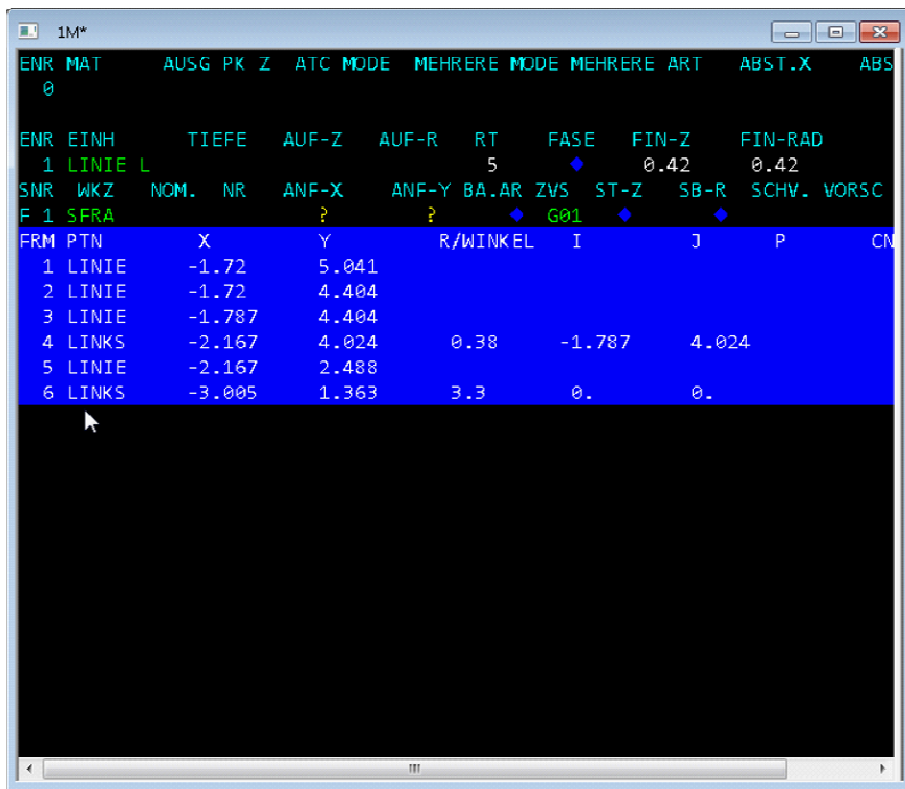 1M*
ENR MAT AUSG PK Z ATC MODE MEHRERE MODE MEHRERE ART ABST.X ABS
0
ENR EINH TIEFE AUF-Z AUF-R RT FASE FIN-Z FIN-RAD
1 LINIE L 5 ◆ 0.42 0.42
SNR WKZ NOM. NR ANF-X ANF-Y BA.AR ZVS ST-Z SB-R SCHV. VORSC
F 1 SFRA ? ? ◆ G01 ◆ ◆
FRM PTN X Y R/WINKEL I J P CN
1 LINIE -1.72 5.041
2 LINIE -1.72 4.404
3 LINIE -1.787 4.404
4 LINKS -2.167 4.024 0.38 -1.787 4.024
5 LINIE -2.167 2.488
6 LINKS -3.005 1.363 3.3 0. 0.